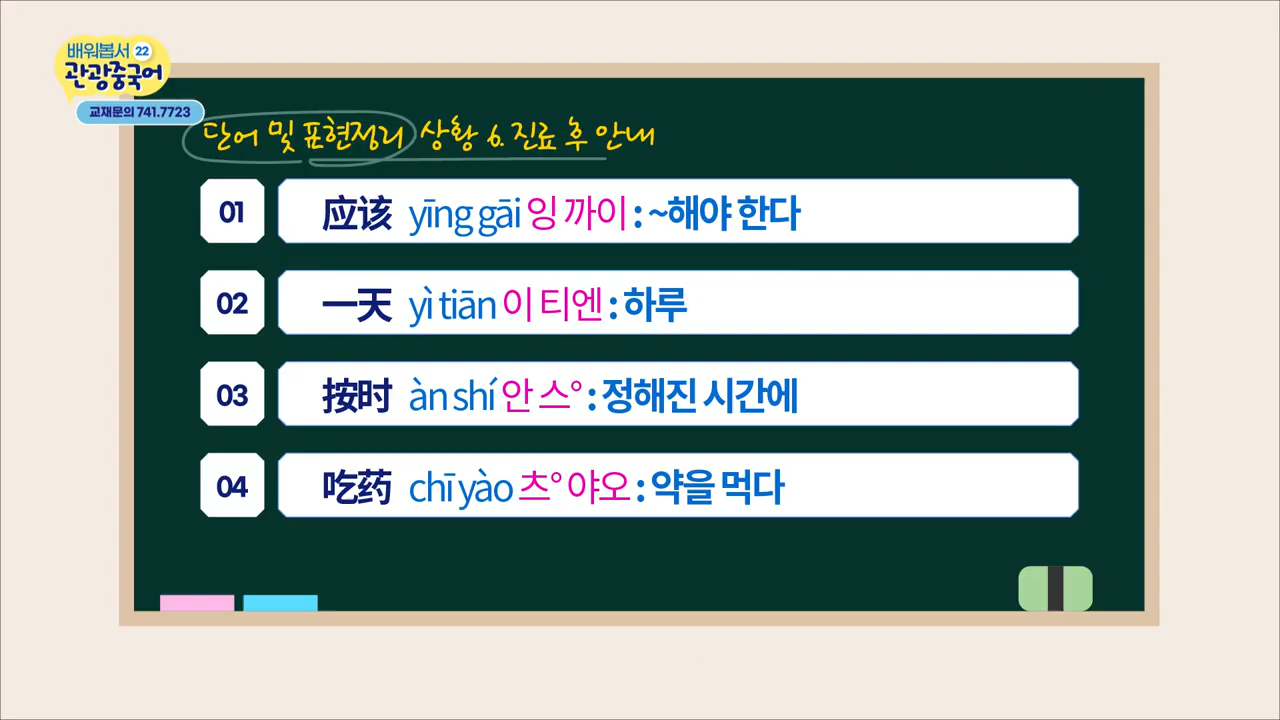 배워봅서 22
관광중국어
교재문의 741.7723
단어 및 표현정리 상황 6. 진료 후 안내
01 应该 yīng gāi 잉 까이 : ~해야 한다
02 一天 yì tiān 이 티엔 : 하루
03 按时 àn shí 안 스° : 정해진 시간에
04 吃药 chī yào 츠° 야오 : 약을 먹다